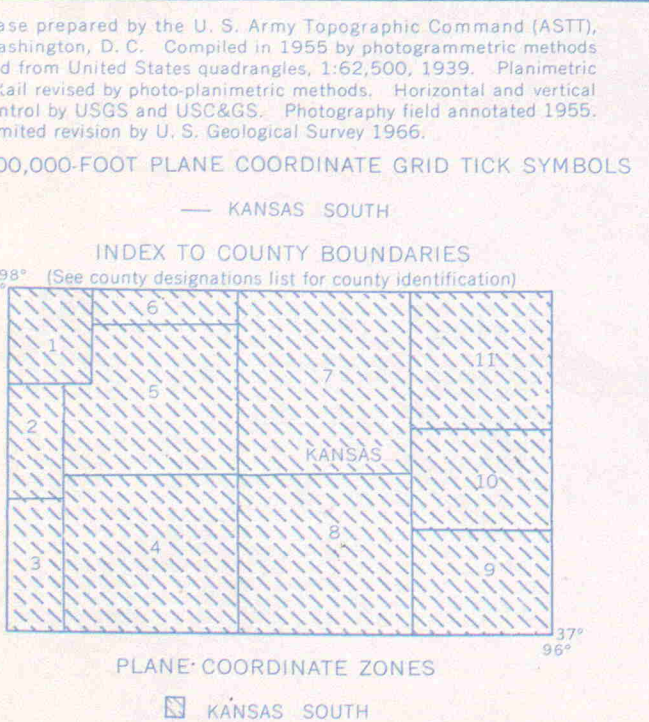 ase prepared by the U. S. Army Topographic Command (ASTT),
ashington, D. C. Compiled in 1955 by photogrammetric methods
d from United States quadrangles, 1:62,500, 1939. Planimetric
tail revised by photo-planimetric methods. Horizontal and vertical
ntrol by USGS and USC&GS. Photography field annotated 1955.
mited revision by U. S. Geological Survey 1966.
00,000-FOOT PLANE COORDINATE GRID TICK SYMBOLS
— KANSAS SOUTH
INDEX TO COUNTY BOUNDARIES
98° (See county designations list for county identification)
6
1
11
7
5
2
KANSAS
10
8
4
3
9
37°
96°
PLANE COORDINATE ZONES
KANSAS SOUTH